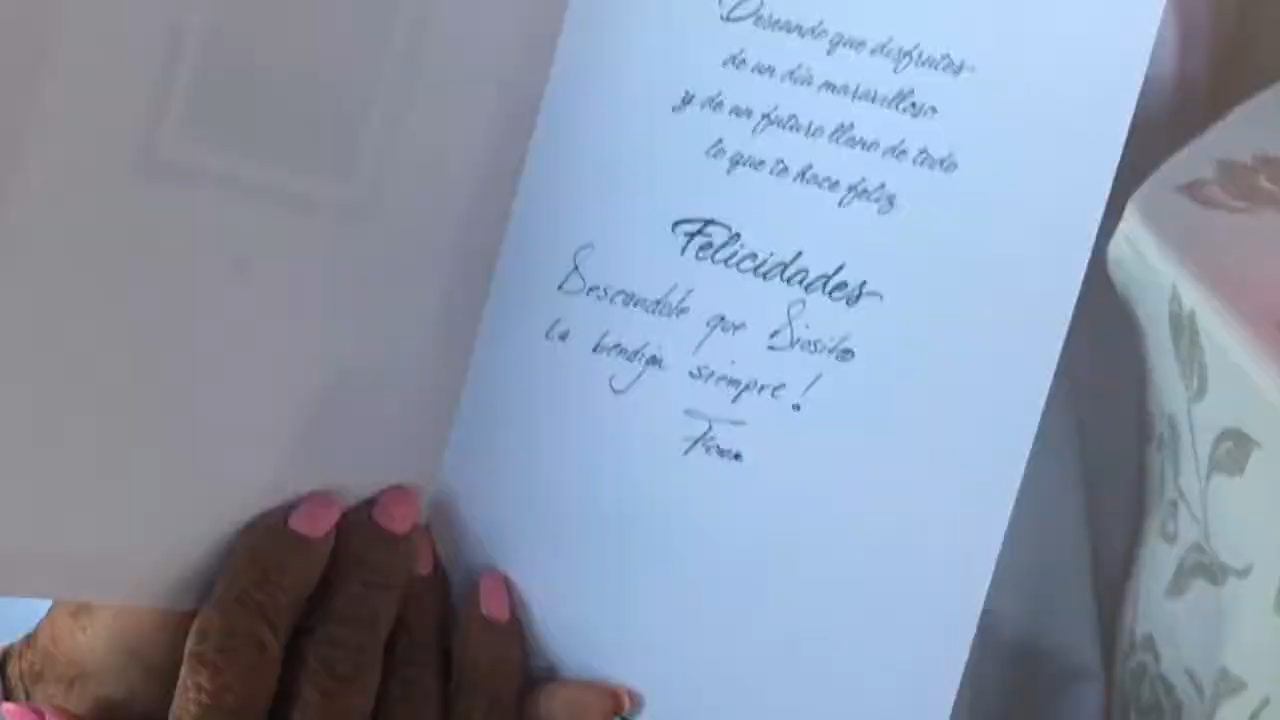 Deseando que disfrutes
de un día maravilloso
y de un futuro lleno de todo
lo que te hace feliz
Felicidades
Deseandole que Diosito
la bendiga siempre!